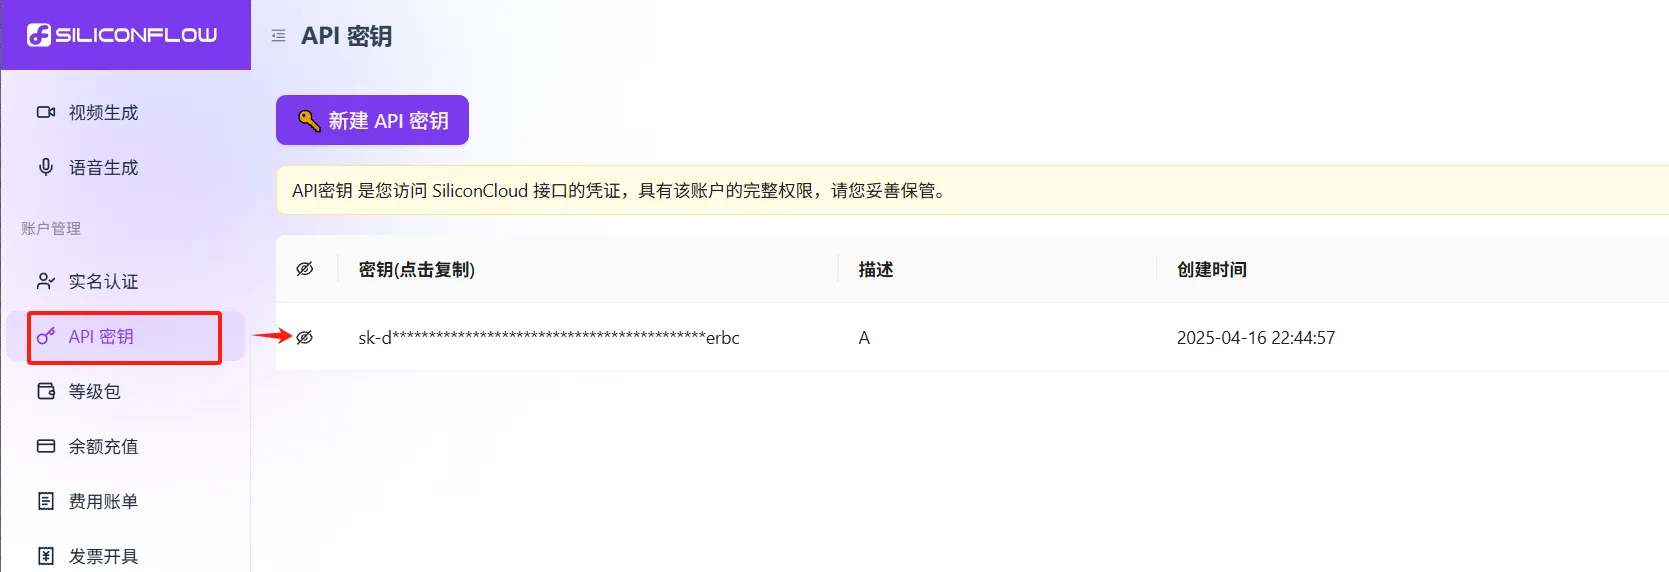 SILICONFLOW
API 密钥
视频生成
语音生成
账户管理
实名认证
API 密钥
等级包
余额充值
费用账单
发票开具
新建 API 密钥
API密钥 是您访问 SiliconCloud 接口的凭证，具有该账户的完整权限，请您妥善保管。
密钥(点击复制) 描述 创建时间
sk-d*******************************************erbc A 2025-04-16 22:44:57